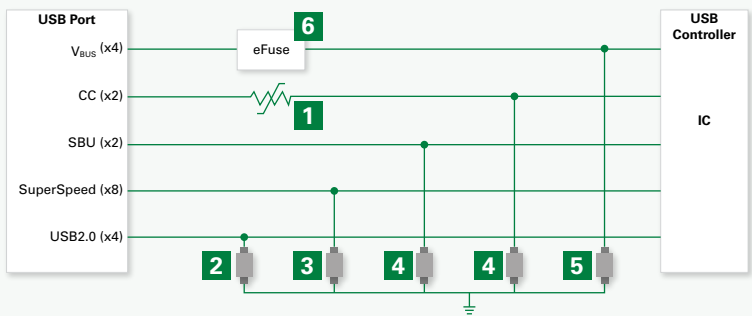 USB Port
V_BUS (x4)
CC (x2)
SBU (x2)
SuperSpeed (x8)
USB2.0 (x4)
eFuse
6
1
2
3
4
4
5
USB
Controller
IC